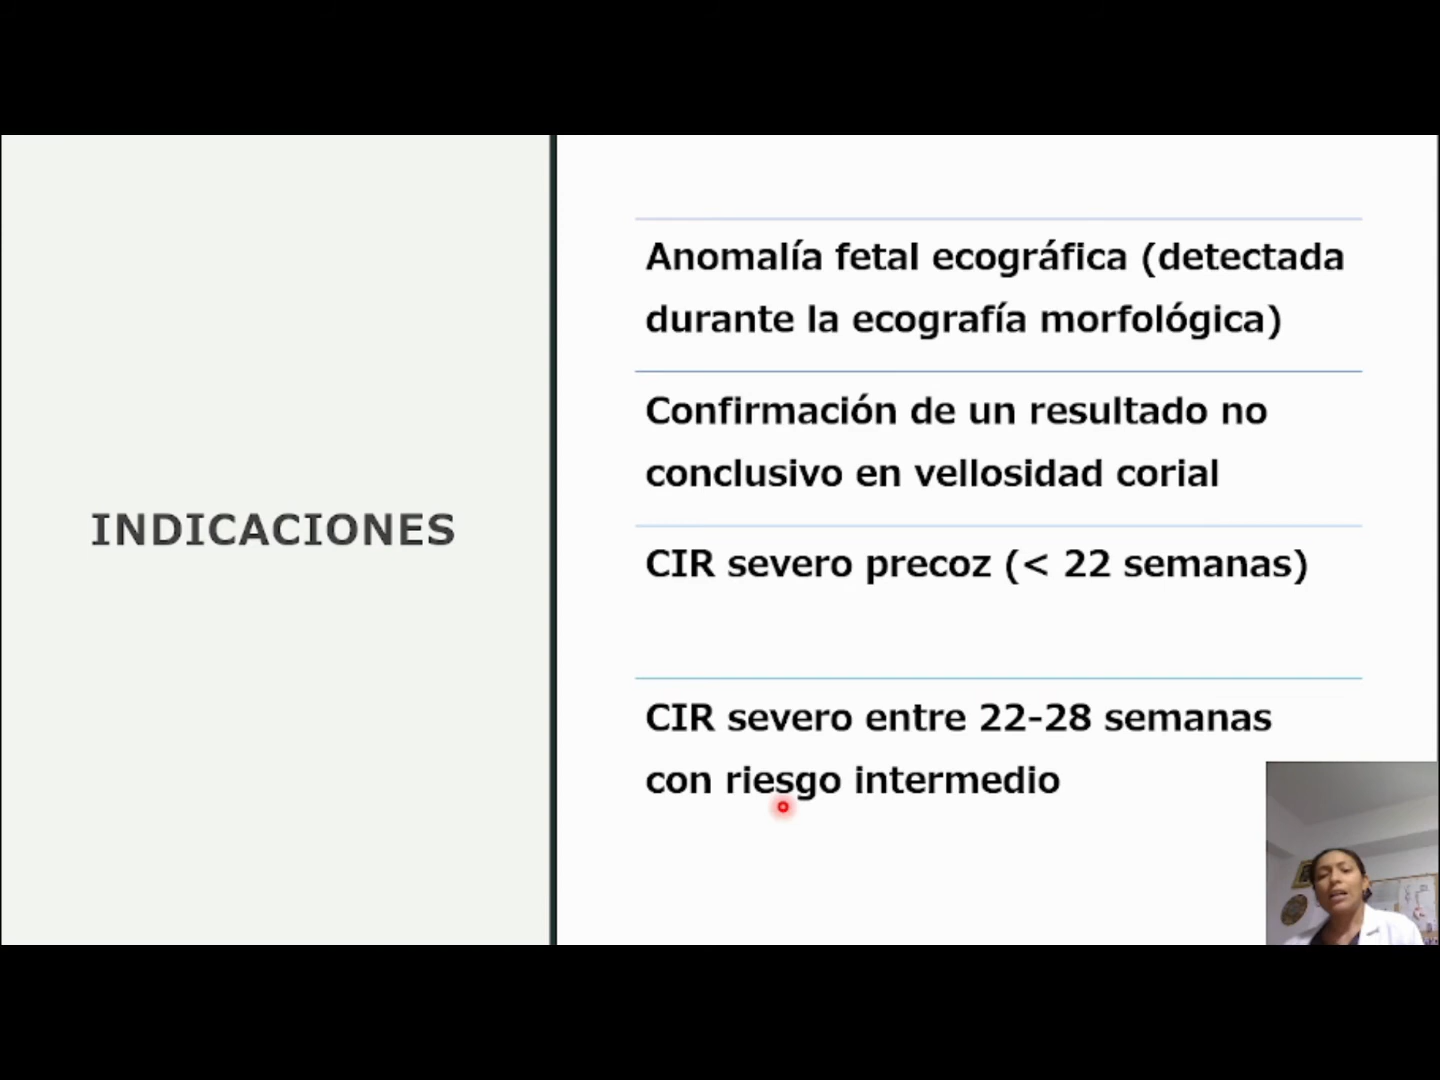 INDICACIONES
Anomalía fetal ecográfica (detectada
durante la ecografía morfológica)
Confirmación de un resultado no
conclusivo en vellosidad corial
CIR severo precoz (< 22 semanas)
CIR severo entre 22-28 semanas
con riesgo intermedio